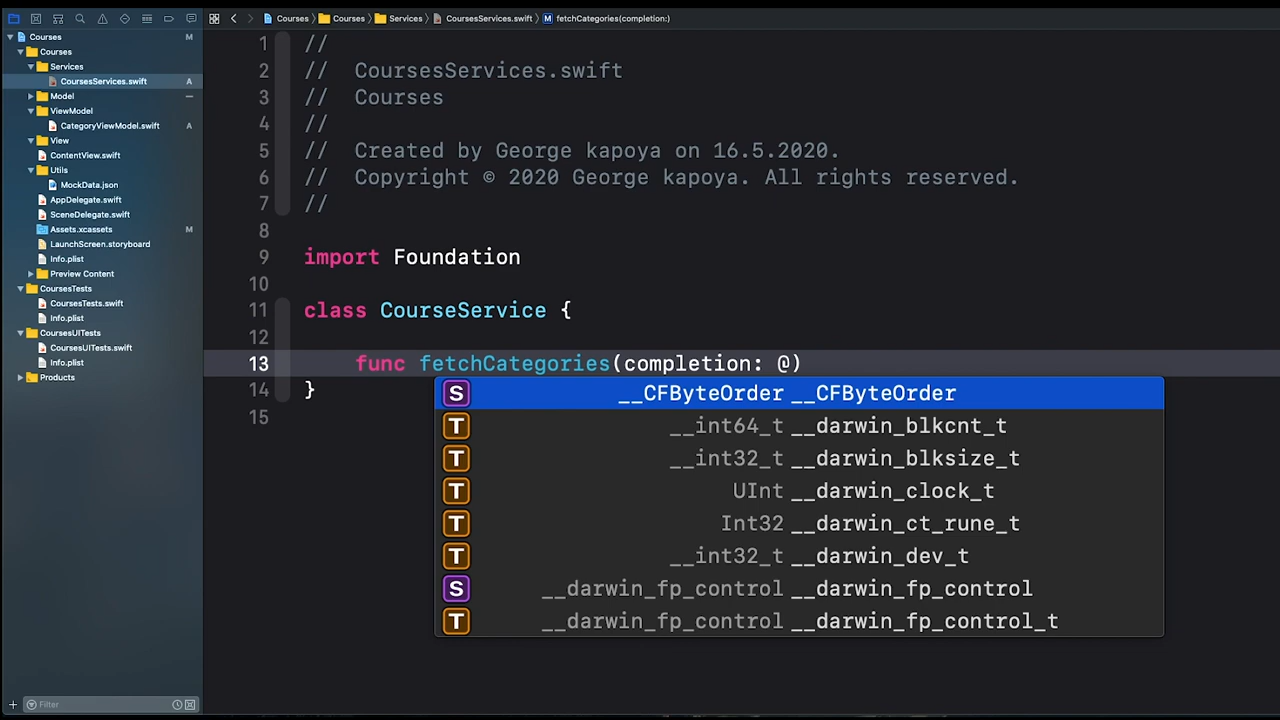 Courses
Courses
Services
CoursesServices.swift
M
fetchCategories(completion:)
Courses
M
Courses
Services
CoursesServices.swift
A
Model
ViewModel
CategoryViewModel.swift
A
View
ContentView.swift
Utils
MockData.json
AppDelegate.swift
SceneDelegate.swift
Assets.xcassets
M
LaunchScreen.storyboard
Info.plist
Preview Content
CoursesTests
CoursesTests.swift
Info.plist
CoursesUITests
CoursesUITests.swift
Info.plist
Products
Filter
1 //
2 //  CoursesServices.swift
3 //  Courses
4 //
5 //  Created by George kapoya on 16.5.2020.
6 //  Copyright © 2020 George kapoya. All rights reserved.
7 //
8
9 import Foundation
10
11 class CourseService {
12
13     func fetchCategories(completion: @)
14 }
15
S __CFByteOrder __CFByteOrder
T __int64_t __darwin_blkcnt_t
T __int32_t __darwin_blksize_t
T UInt __darwin_clock_t
T Int32 __darwin_ct_rune_t
T __int32_t __darwin_dev_t
S __darwin_fp_control __darwin_fp_control
T __darwin_fp_control __darwin_fp_control_t